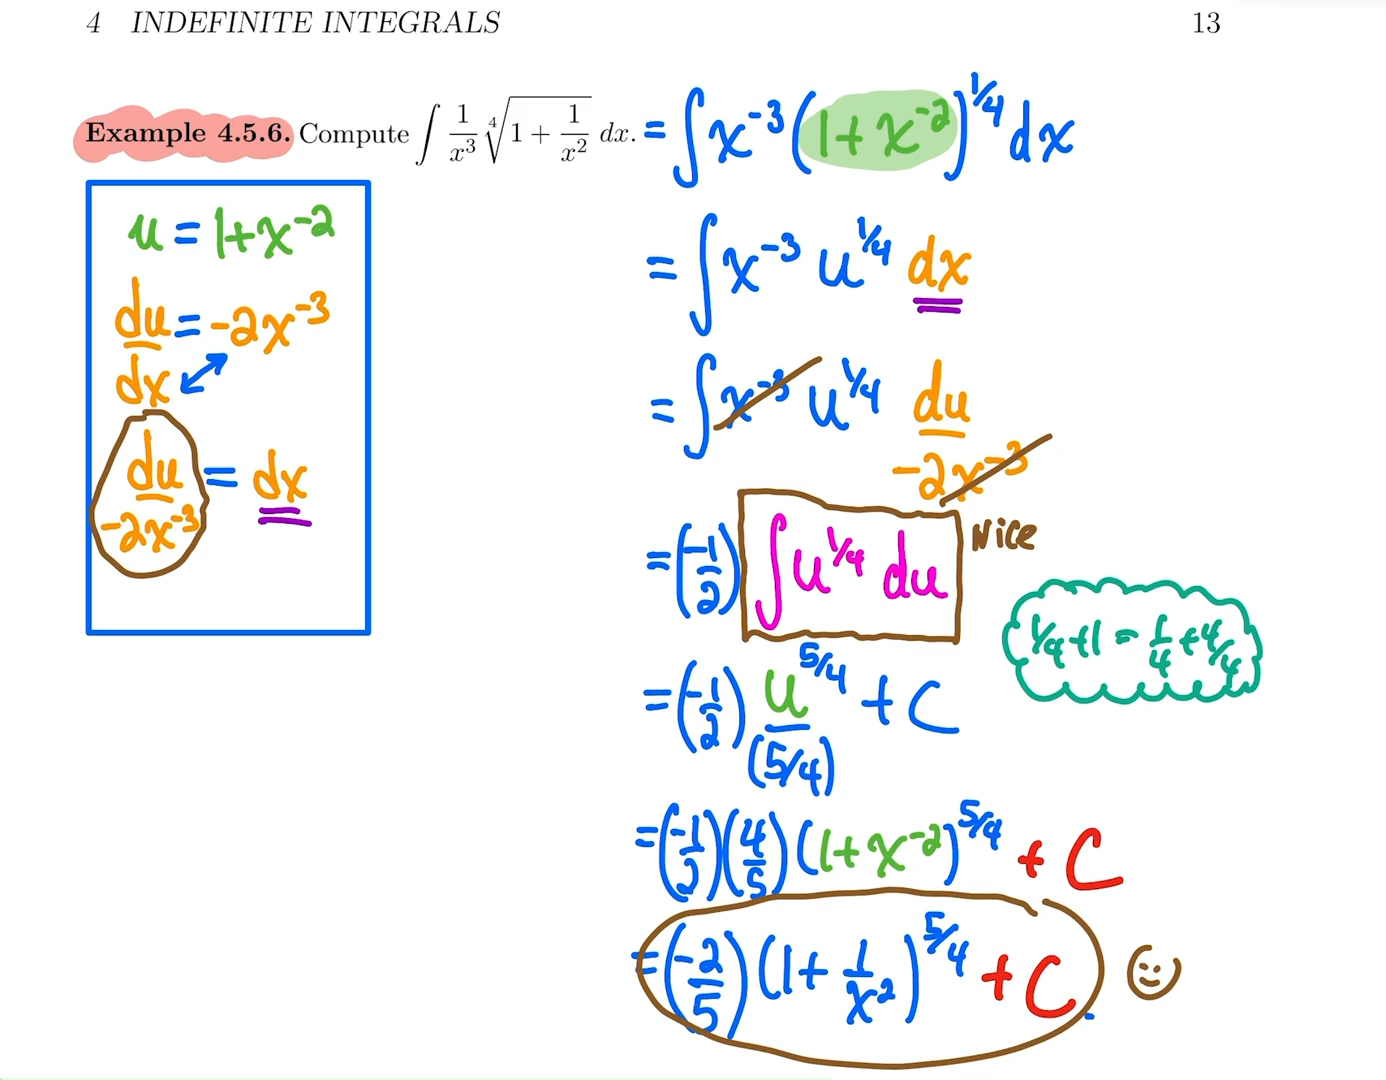 4 INDEFINITE INTEGRALS 13
Example 4.5.6. Compute ∫ 1/x³ ⁴√(1 + 1/x²) dx. = ∫ x⁻³ (1+x⁻²)^(1/4) dx
u = 1+x⁻²
du/dx = -2x⁻³
du/(-2x⁻³) = dx
= ∫ x⁻³ u^(1/4) dx
= ∫ x⁻³ u^(1/4) du/(-2x⁻³)
= (-1/2) ∫ u^(1/4) du Nice
1/4+1 = 1/4 + 4/4
= (-1/2) u^(5/4)/(5/4) + C
= (-1/2)(4/5)(1+x⁻²)^(5/4) + C
= (-2/5)(1+ 1/x²)^(5/4) + C.